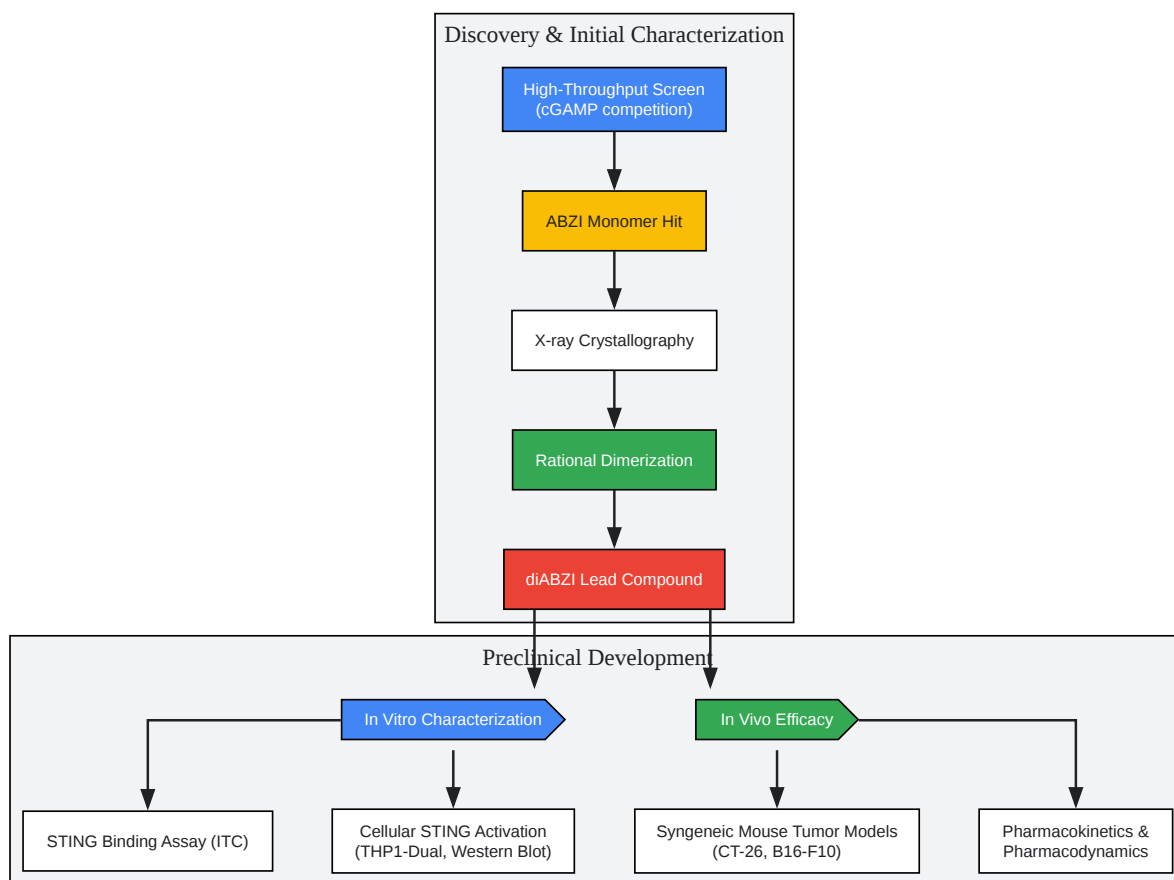 Discovery & Initial Characterization
High-Throughput Screen
(cGAMP competition)
ABZI Monomer Hit
X-ray Crystallography
Rational Dimerization
diABZI Lead Compound
Preclinical Development
In Vitro Characterization
In Vivo Efficacy
STING Binding Assay (ITC)
Cellular STING Activation
(THP1-Dual, Western Blot)
Syngeneic Mouse Tumor Models
(CT-26, B16-F10)
Pharmacokinetics &
Pharmacodynamics